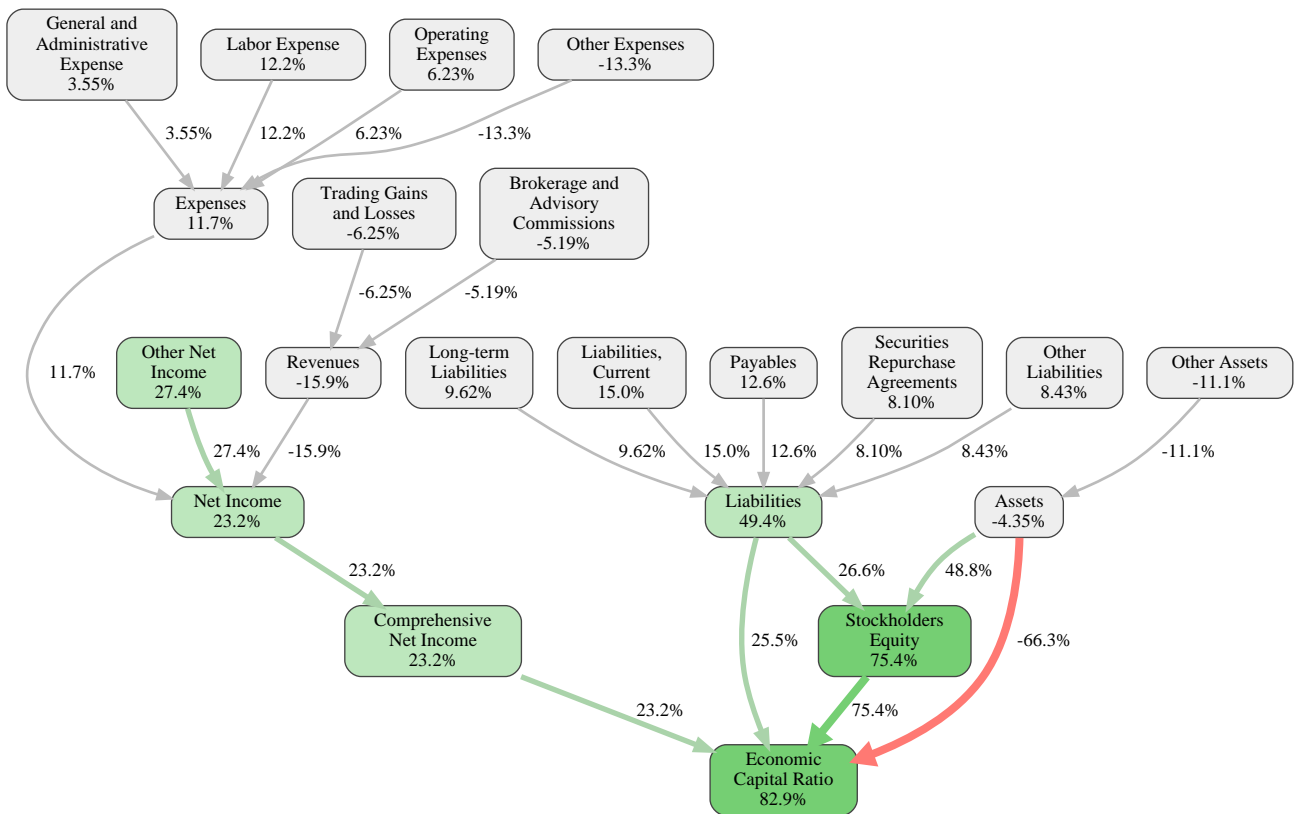 General and
Administrative
Expense
3.55%
Labor Expense
12.2%
Operating
Expenses
6.23%
Other Expenses
-13.3%
3.55%
12.2%
6.23%
-13.3%
Expenses
11.7%
Trading Gains
and Losses
-6.25%
Brokerage and
Advisory
Commissions
-5.19%
-6.25%
-5.19%
Other Net
Income
27.4%
Revenues
-15.9%
Long-term
Liabilities
9.62%
Liabilities,
Current
15.0%
Payables
12.6%
Securities
Repurchase
Agreements
8.10%
Other
Liabilities
8.43%
Other Assets
-11.1%
11.7%
27.4%
-15.9%
9.62%
15.0%
12.6%
8.10%
8.43%
-11.1%
Net Income
23.2%
Liabilities
49.4%
Assets
-4.35%
23.2%
26.6%
48.8%
Comprehensive
Net Income
23.2%
25.5%
Stockholders
Equity
75.4%
-66.3%
23.2%
75.4%
Economic
Capital Ratio
82.9%